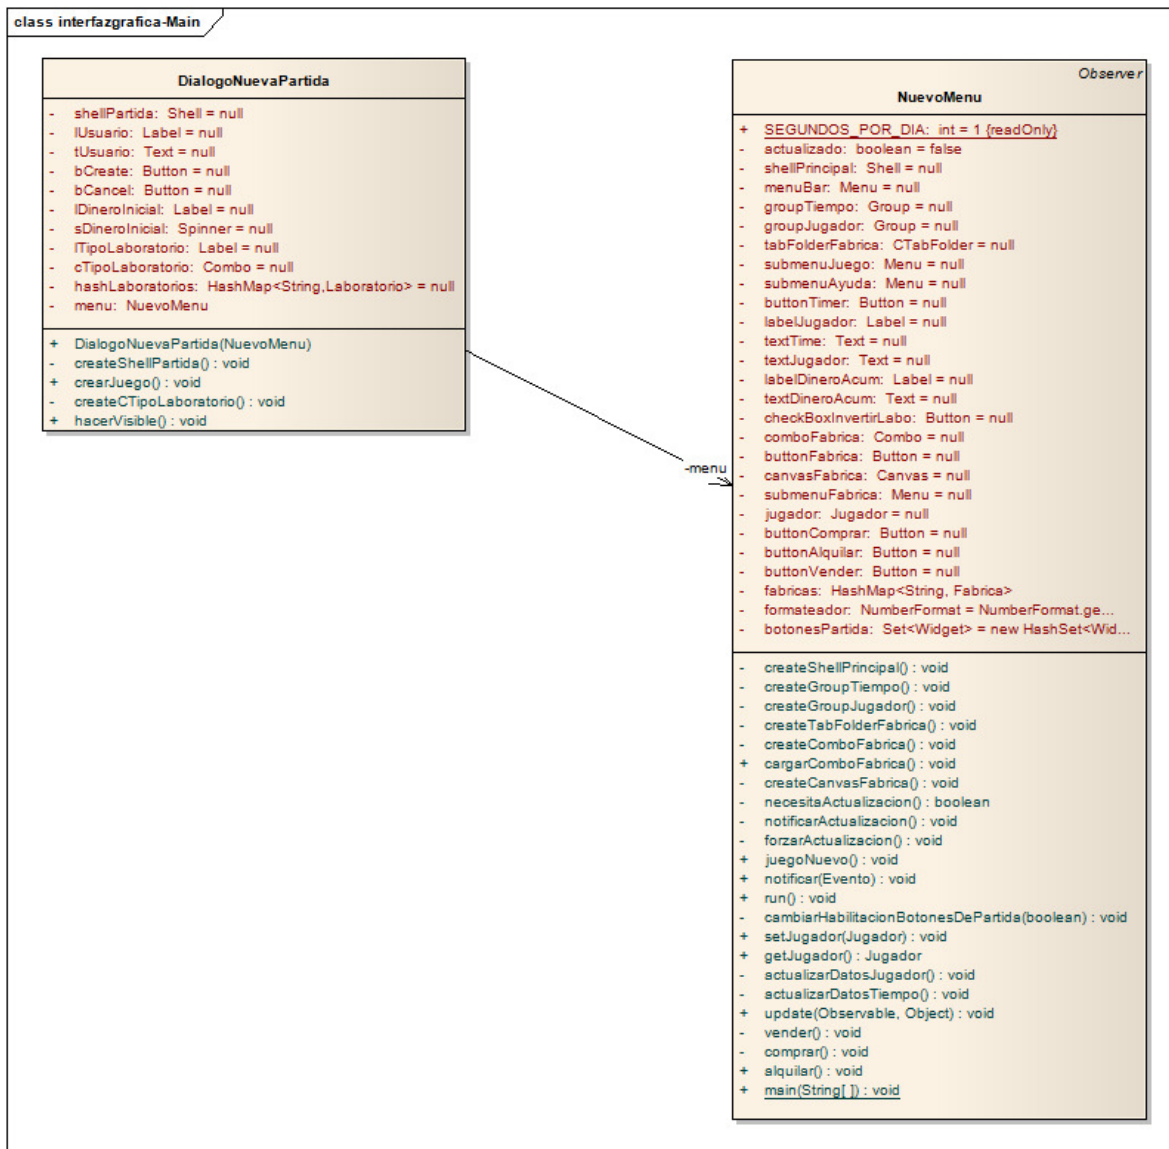 class interfazgrafica-Main
DialogoNuevaPartida
- shellPartida: Shell = null
- lUsuario: Label = null
- tUsuario: Text = null
- bCreate: Button = null
- bCancel: Button = null
- lDineroInicial: Label = null
- sDineroInicial: Spinner = null
- lTipoLaboratorio: Label = null
- cTipoLaboratorio: Combo = null
- hashLaboratorios: HashMap<String,Laboratorio> = null
- menu: NuevoMenu
+ DialogoNuevaPartida(NuevoMenu)
- createShellPartida() : void
+ crearJuego() : void
- createCTipoLaboratorio() : void
+ hacerVisible() : void
-menu
Observer
NuevoMenu
+ SEGUNDOS_POR_DIA: int = 1 {readOnly}
- actualizado: boolean = false
- shellPrincipal: Shell = null
- menuBar: Menu = null
- groupTiempo: Group = null
- groupJugador: Group = null
- tabFolderFabrica: CTabFolder = null
- submenuJuego: Menu = null
- submenuAyuda: Menu = null
- buttonTimer: Button = null
- labelJugador: Label = null
- textTime: Text = null
- textJugador: Text = null
- labelDineroAcum: Label = null
- textDineroAcum: Text = null
- checkBoxInvertirLabo: Button = null
- comboFabrica: Combo = null
- buttonFabrica: Button = null
- canvasFabrica: Canvas = null
- submenuFabrica: Menu = null
- jugador: Jugador = null
- buttonComprar: Button = null
- buttonAlquilar: Button = null
- buttonVender: Button = null
- fabricas: HashMap<String, Fabrica>
- formateador: NumberFormat = NumberFormat.ge...
- botonesPartida: Set<Widget> = new HashSet<Wid...
- createShellPrincipal() : void
- createGroupTiempo() : void
- createGroupJugador() : void
- createTabFolderFabrica() : void
- createComboFabrica() : void
+ cargarComboFabrica() : void
- createCanvasFabrica() : void
- necesitaActualizacion() : boolean
- notificarActualizacion() : void
- forzarActualizacion() : void
+ juegoNuevo() : void
+ notificar(Evento) : void
+ run() : void
- cambiarHabilitacionBotonesDePartida(boolean) : void
+ setJugador(Jugador) : void
+ getJugador() : Jugador
- actualizarDatosJugador() : void
- actualizarDatosTiempo() : void
+ update(Observable, Object) : void
- vender() : void
- comprar() : void
+ alquilar() : void
+ main(String[ ]) : void